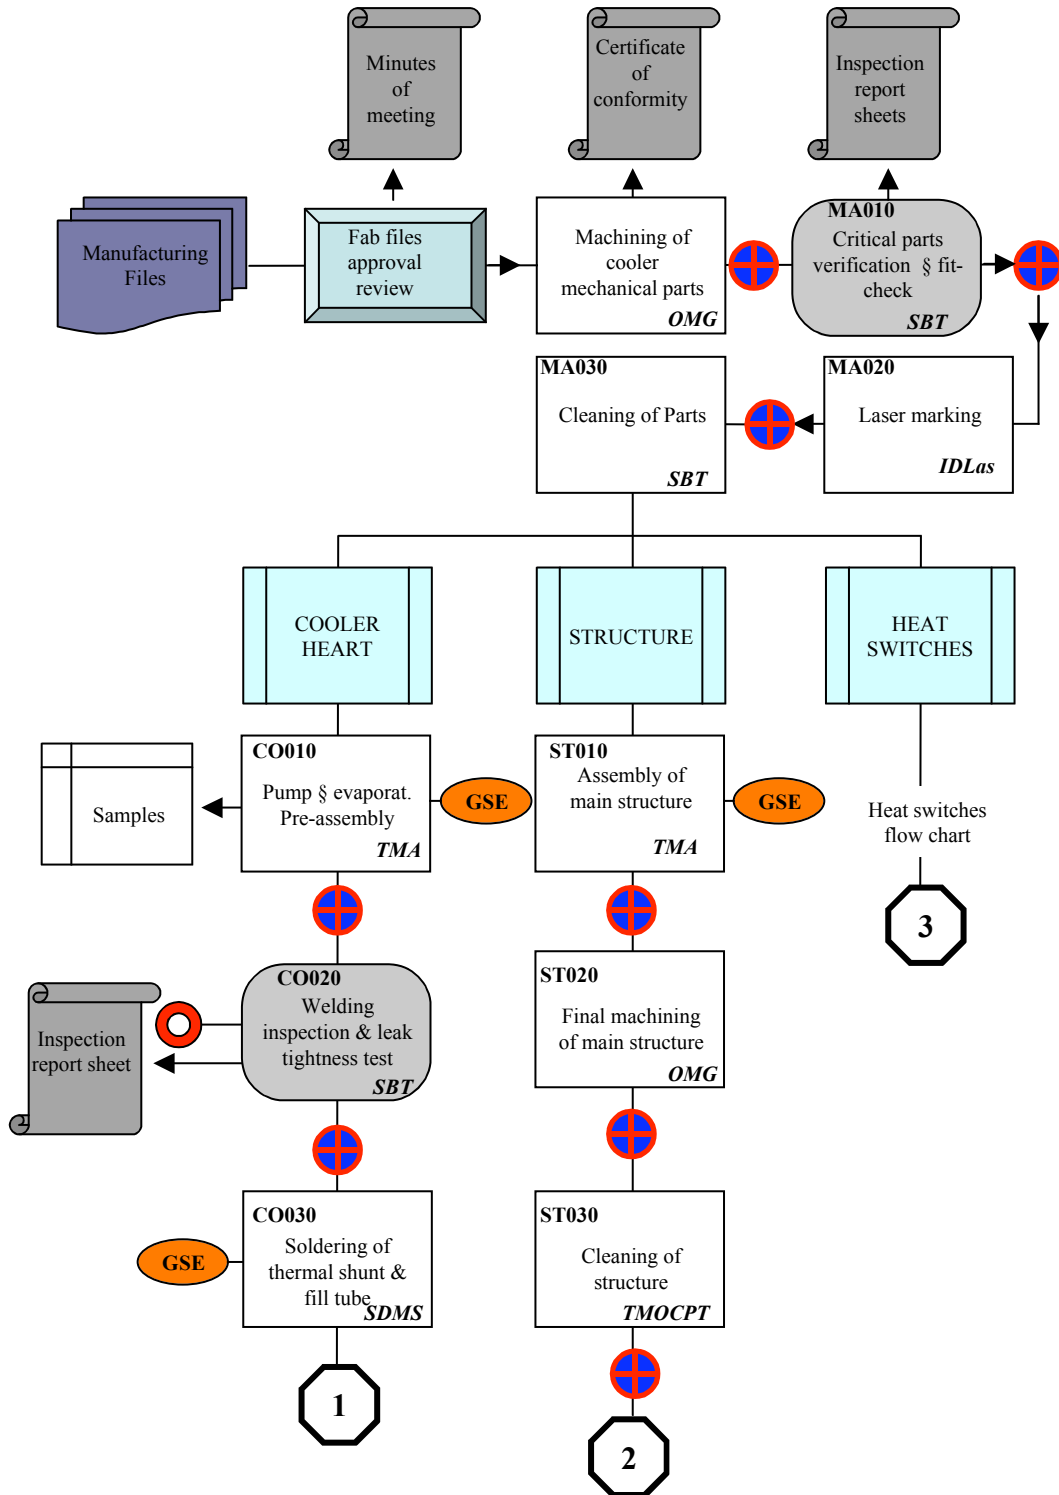 Minutes
of
meeting
Certificate
of
conformity
Inspection
report
sheets
Manufacturing
Files
Fab files
approval
review
Machining of
cooler
mechanical parts
OMG
MA010
Critical parts
verification § fit-
check
SBT
MA030
Cleaning of Parts
SBT
MA020
Laser marking
IDLas
COOLER
HEART
STRUCTURE
HEAT
SWITCHES
Samples
CO010
Pump § evaporat.
Pre-assembly
TMA
GSE
ST010
Assembly of
main structure
TMA
GSE
Heat switches
flow chart
3
Inspection
report sheet
CO020
Welding
inspection & leak
tightness test
SBT
ST020
Final machining
of main structure
OMG
GSE
CO030
Soldering of
thermal shunt &
fill tube
SDMS
ST030
Cleaning of
structure
TMOCPT
1
2